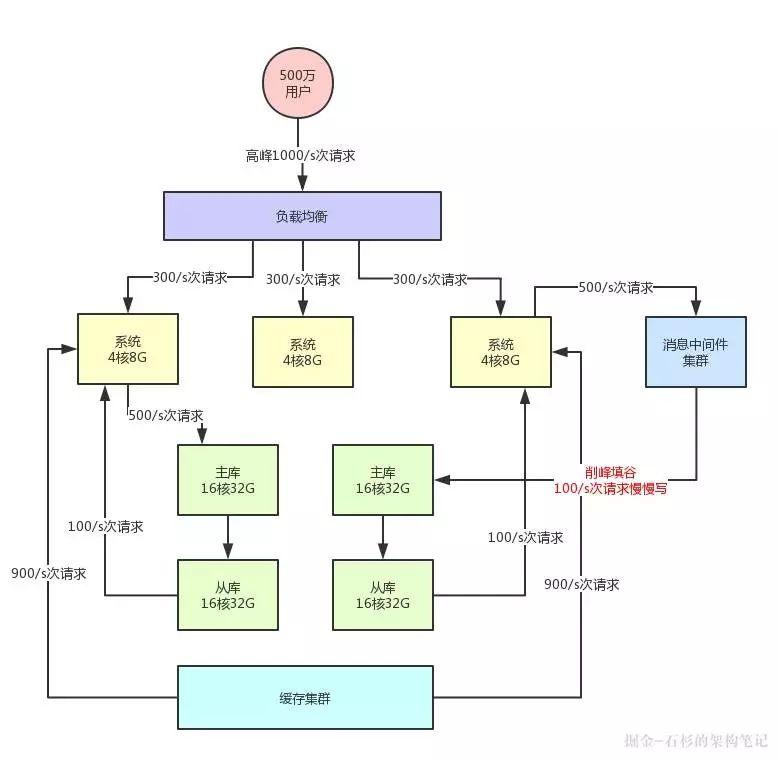 500万
用户
高峰1000/s次请求
负载均衡
300/s次请求
300/s次请求
300/s次请求
500/s次请求
系统
4核8G
系统
4核8G
系统
4核8G
消息中间件
集群
500/s次请求
主库
16核32G
主库
16核32G
削峰填谷
100/s次请求慢慢写
100/s次请求
100/s次请求
900/s次请求
900/s次请求
从库
16核32G
从库
16核32G
缓存集群
掘金-石杉的架构笔记